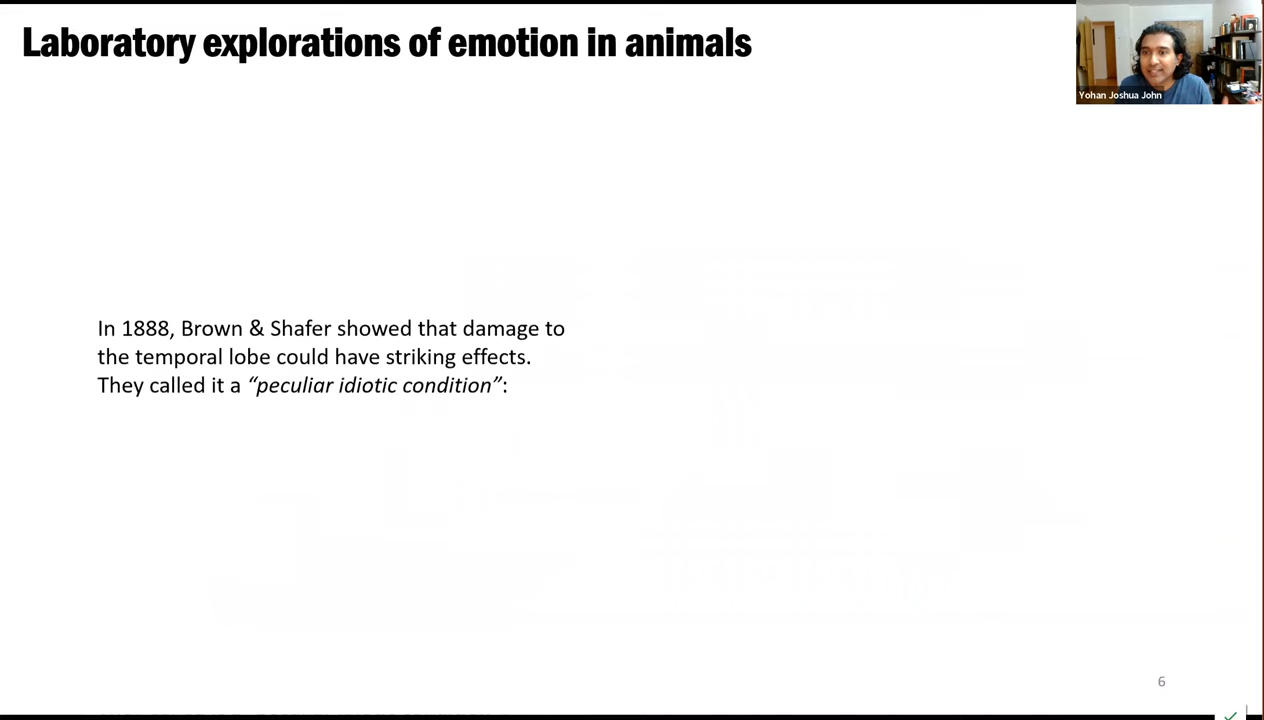 Laboratory explorations of emotion in animals
Yohan Joshua John
In 1888, Brown & Shafer showed that damage to
the temporal lobe could have striking effects.
They called it a “peculiar idiotic condition”:
6